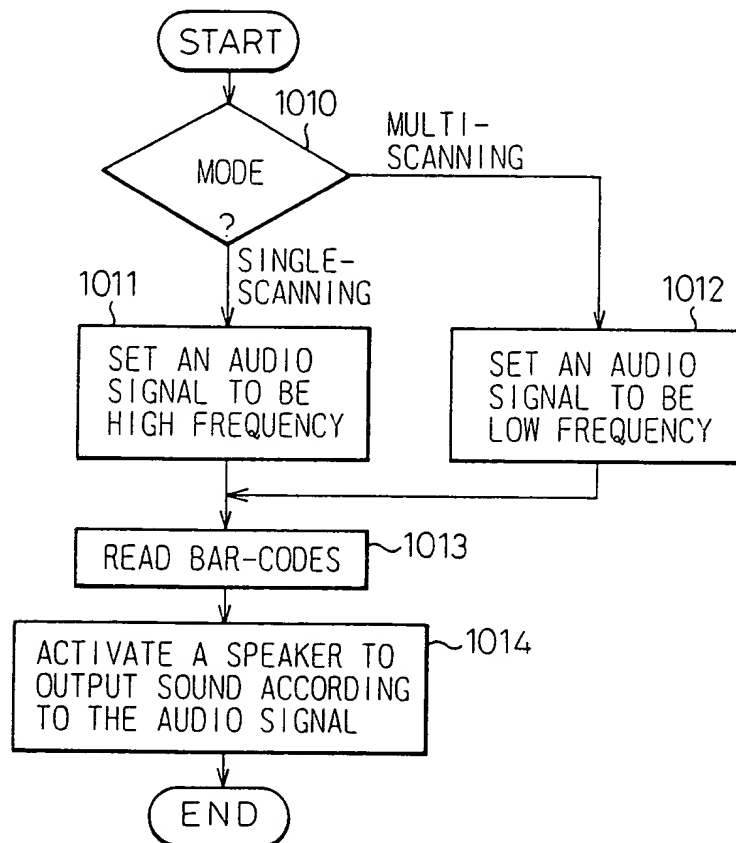 START
1010
MULTI-
SCANNING
MODE
?
SINGLE-
SCANNING
1011
SET AN AUDIO
SIGNAL TO BE
HIGH FREQUENCY
1012
SET AN AUDIO
SIGNAL TO BE
LOW FREQUENCY
READ BAR-CODES
1013
ACTIVATE A SPEAKER TO
OUTPUT SOUND ACCORDING
TO THE AUDIO SIGNAL
1014
END